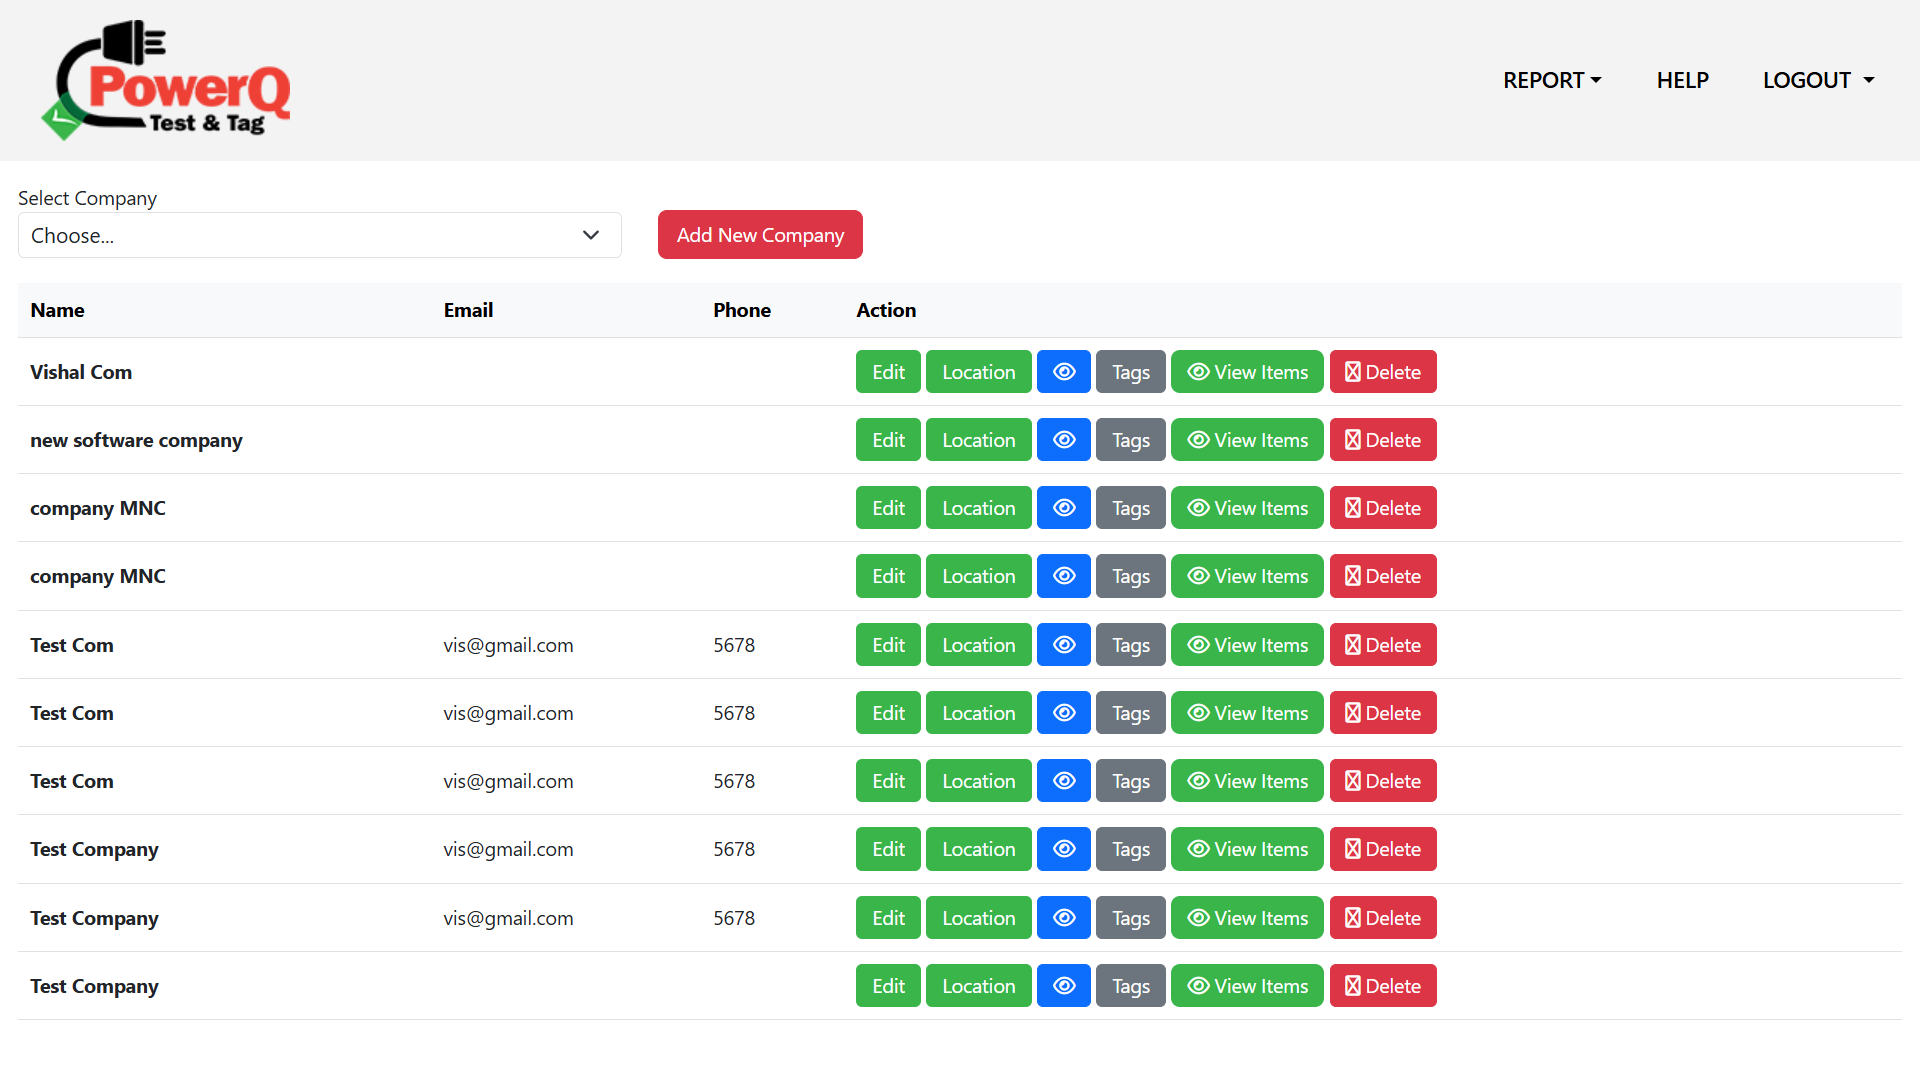 PowerQ
Test & Tag
REPORT HELP LOGOUT
Select Company
Choose...
Add New Company
Name Email Phone Action
Vishal Com Edit Location Tags View Items Delete
new software company Edit Location Tags View Items Delete
company MNC Edit Location Tags View Items Delete
company MNC Edit Location Tags View Items Delete
Test Com vis@gmail.com 5678 Edit Location Tags View Items Delete
Test Com vis@gmail.com 5678 Edit Location Tags View Items Delete
Test Com vis@gmail.com 5678 Edit Location Tags View Items Delete
Test Company vis@gmail.com 5678 Edit Location Tags View Items Delete
Test Company vis@gmail.com 5678 Edit Location Tags View Items Delete
Test Company Edit Location Tags View Items Delete